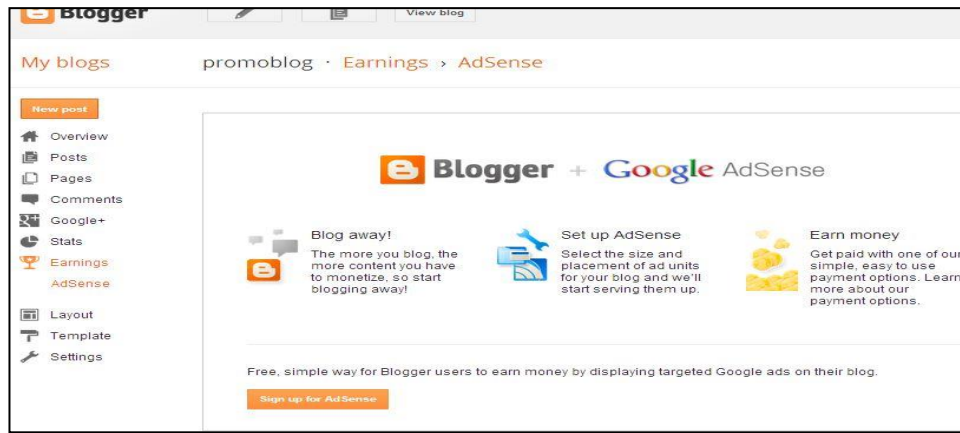 Blogger
View blog
My blogs
promoblog · Earnings › AdSense
New post
Overview
Posts
Pages
Comments
Google+
Stats
Earnings
AdSense
Layout
Template
Settings
Blogger + Google AdSense
Blog away!
The more you blog, the
more content you have
to monetize, so start
blogging away!
Set up AdSense
Select the size and
placement of ad units
for your blog and we'll
start serving them up.
Earn money
Get paid with one of our
simple, easy to use
payment options. Learn
more about our
payment options.
Free, simple way for Blogger users to earn money by displaying targeted Google ads on their blog.
Sign up for AdSense